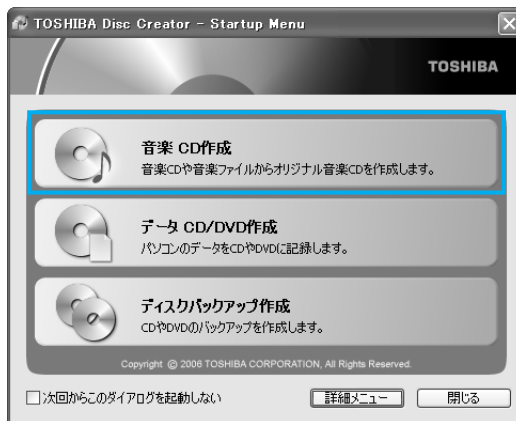 TOSHIBA Disc Creator - Startup Menu
TOSHIBA
音楽 CD作成
音楽CDや音楽ファイルからオリジナル音楽CDを作成します。
データ CD/DVD作成
パソコンのデータをCDやDVDに記録します。
ディスクバックアップ作成
CDやDVDのバックアップを作成します。
Copyright © 2006 TOSHIBA CORPORATION, All Rights Reserved.
次回からこのダイアログを起動しない
詳細メニュー
閉じる